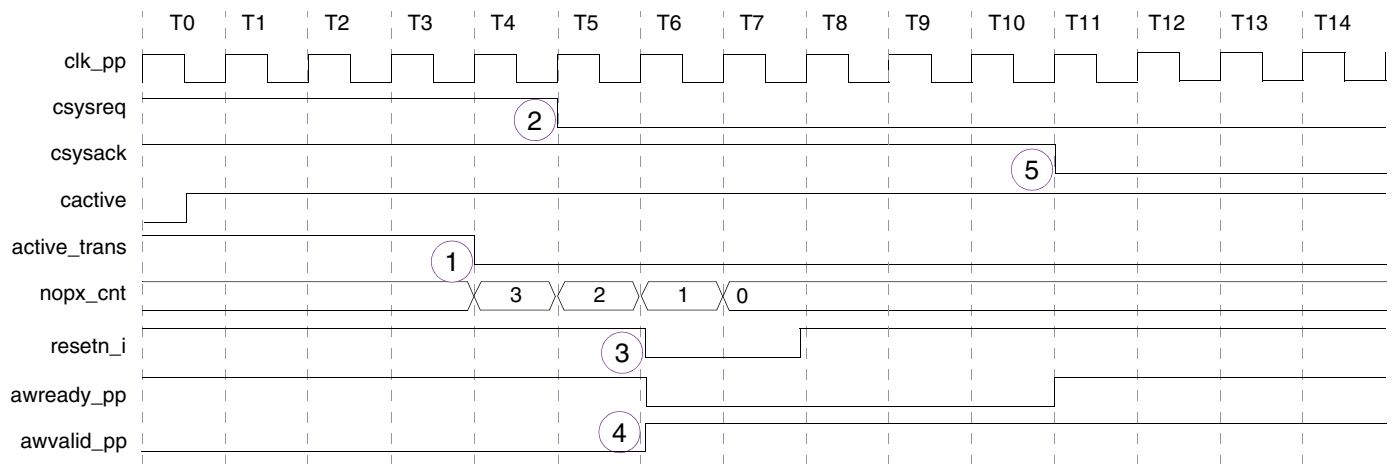 T0 T1 T2 T3 T4 T5 T6 T7 T8 T9 T10 T11 T12 T13 T14
clk_pp
csysreq 2
csysack 5
cactive
active_trans 1
nopx_cnt 3 2 1 0
resetn_i 3
awready_pp
awvalid_pp 4